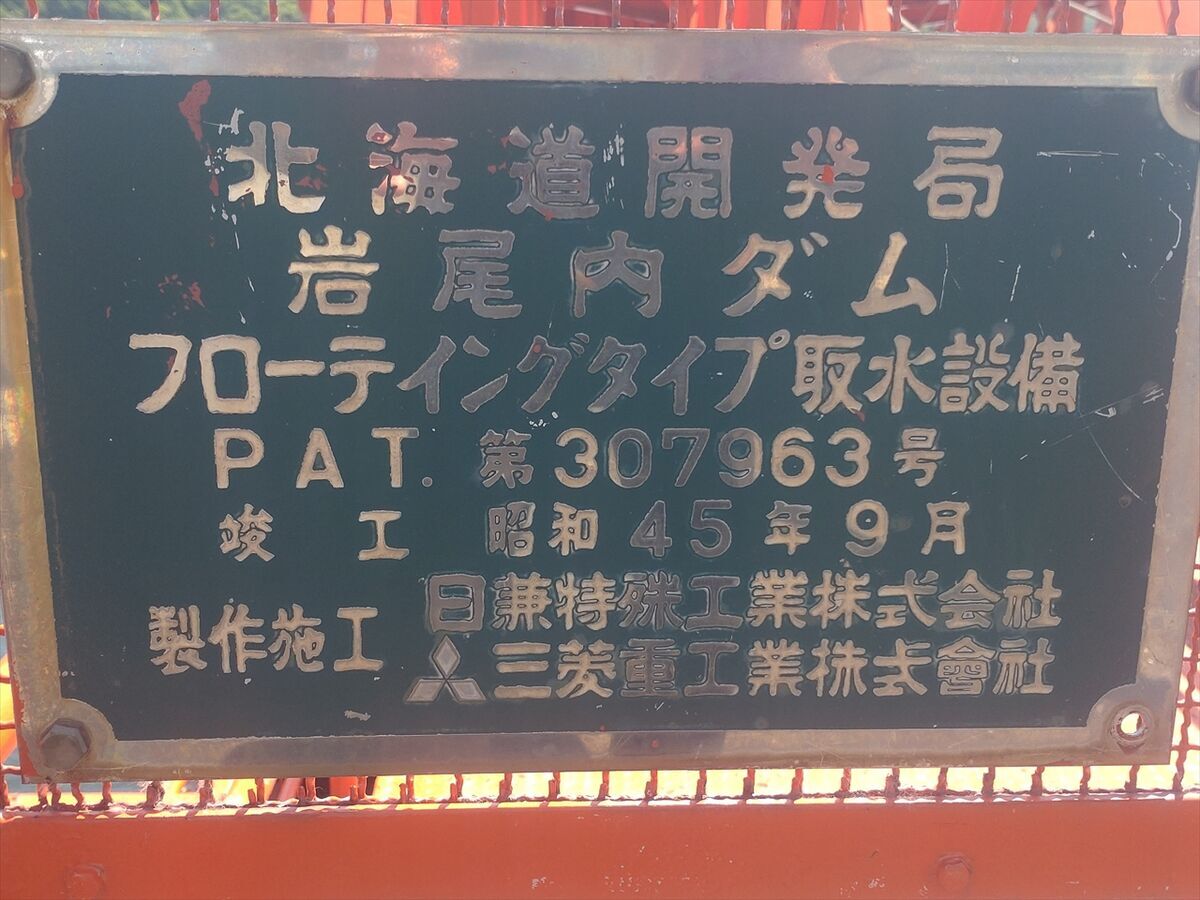 北海道開発局
岩尾内ダム
フローテイングタイプ取水設備
PAT. 第307963号
竣工 昭和45年9月
製作施工 日兼特殊工業株式会社
三菱重工業株式會社